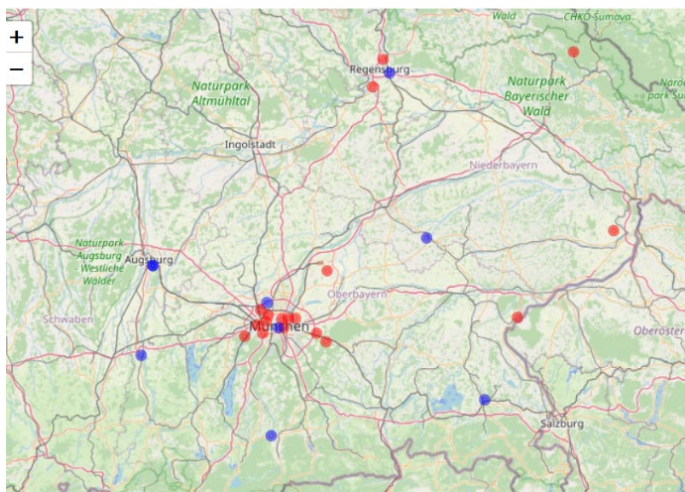 +
−
Wald
CHKO-Šumava
Regensburg
Naturpark
Altmühltal
Naturpark
Bayerischer
Wald
Ingolstadt
Niederbayern
Naturpark
Augsburg
- Westliche
Wälder
Augsburg
Oberbayern
Schwaben
München
Salzburg